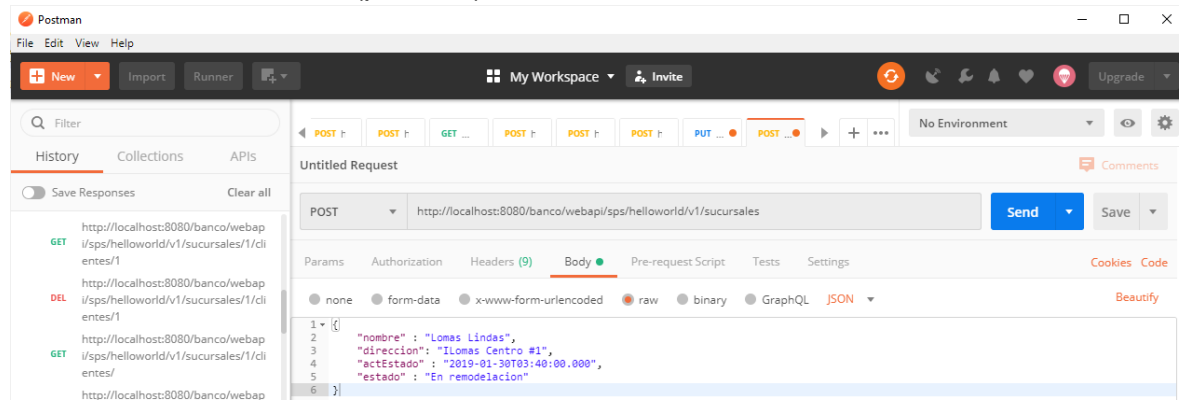 Postman
File Edit View Help
New Import Runner My Workspace Invite Upgrade
Filter
History Collections APIs
Save Responses Clear all
GET http://localhost:8080/banco/webap
i/sps/helloworld/v1/sucursales/1/cli
entes/1
DEL http://localhost:8080/banco/webap
i/sps/helloworld/v1/sucursales/1/cli
entes/1
GET http://localhost:8080/banco/webap
i/sps/helloworld/v1/sucursales/1/cli
entes/
http://localhost:8080/banco/webap
POST POST GET ... POST POST POST PUT ... POST ... + ••• No Environment
Untitled Request Comments
POST http://localhost:8080/banco/webapi/sps/helloworld/v1/sucursales Send Save
Params Authorization Headers (9) Body Pre-request Script Tests Settings Cookies Code
none form-data x-www-form-urlencoded raw binary GraphQL JSON Beautify
1 {
2 "nombre" : "Lomas Lindas",
3 "direccion": "ILomas Centro #1",
4 "actEstado" : "2019-01-30T03:40:00.000",
5 "estado" : "En remodelacion"
6 }